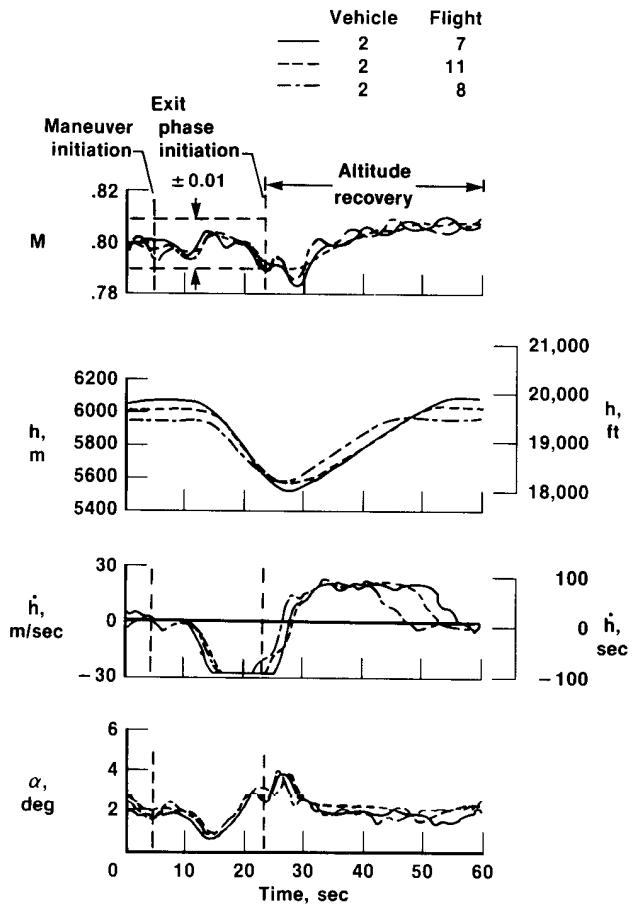 Vehicle Flight
2 7
2 11
2 8
Maneuver
initiation
Exit
phase
initiation
± 0.01
Altitude
recovery
M
.82
.80
.78
h,
m
6200
6000
5800
5600
5400
21,000
20,000
19,000
18,000
h,
ft
ḣ,
m/sec
30
0
− 30
100
0
− 100
ḣ,
sec
α,
deg
6
4
2
0 10 20 30 40 50 60
Time, sec